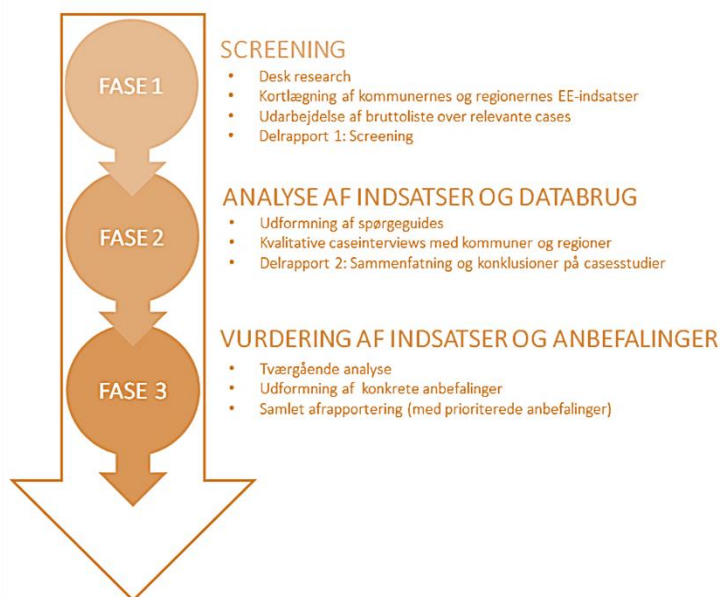 FASE 1
SCREENING
• Desk research
• Kortlægning af kommunernes og regionernes EE-indsatser
• Udarbejdelse af bruttoliste over relevante cases
• Delrapport 1: Screening
FASE 2
ANALYSE AF INDSATSER OG DATABRUG
• Udformning af spørgeguides
• Kvalitative caseinterviews med kommuner og regioner
• Delrapport 2: Sammenfatning og konklusioner på casesstudier
FASE 3
VURDERING AF INDSATSER OG ANBEFALINGER
• Tværgående analyse
• Udformning af konkrete anbefalinger
• Samlet afrapportering (med prioriterede anbefalinger)